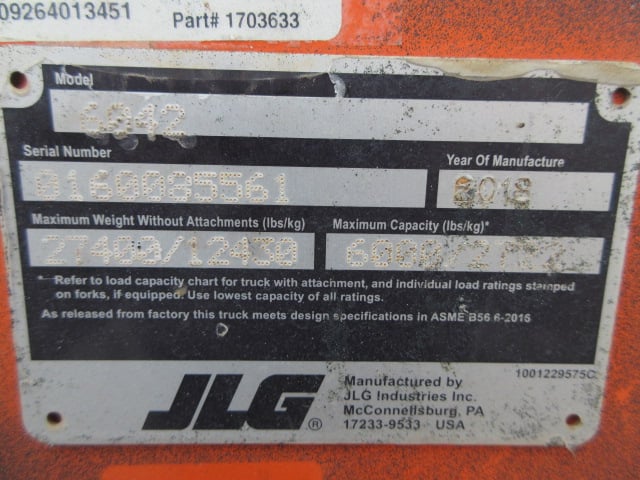 09264013451
Part# 1703633
Model
6042
Serial Number
Year Of Manufacture
0160085561
2018
Maximum Weight Without Attachments (lbs/kg)
Maximum Capacity (lbs/kg)*
27400/12430
* Refer to load capacity chart for truck with attachment, and individual load ratings stamped
on forks, if equipped. Use lowest capacity of all ratings.
As released from factory this truck meets design specifications in ASME B56.6-2016
1001229575C
JLG®
Manufactured by
JLG Industries Inc.
McConnellsburg, PA
17233-9533 USA